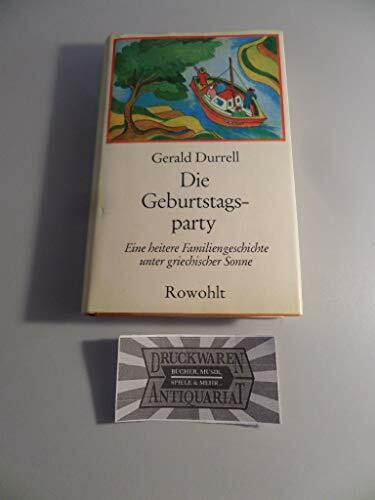 Gerald Durrell
Die
Geburtstags-
party
Eine heitere Familiengeschichte
unter griechischer Sonne
Rowohlt
DRUCKWAREN
BÜCHER, MUSIK,
SPIELE & MEHR...
ANTIQUARIAT